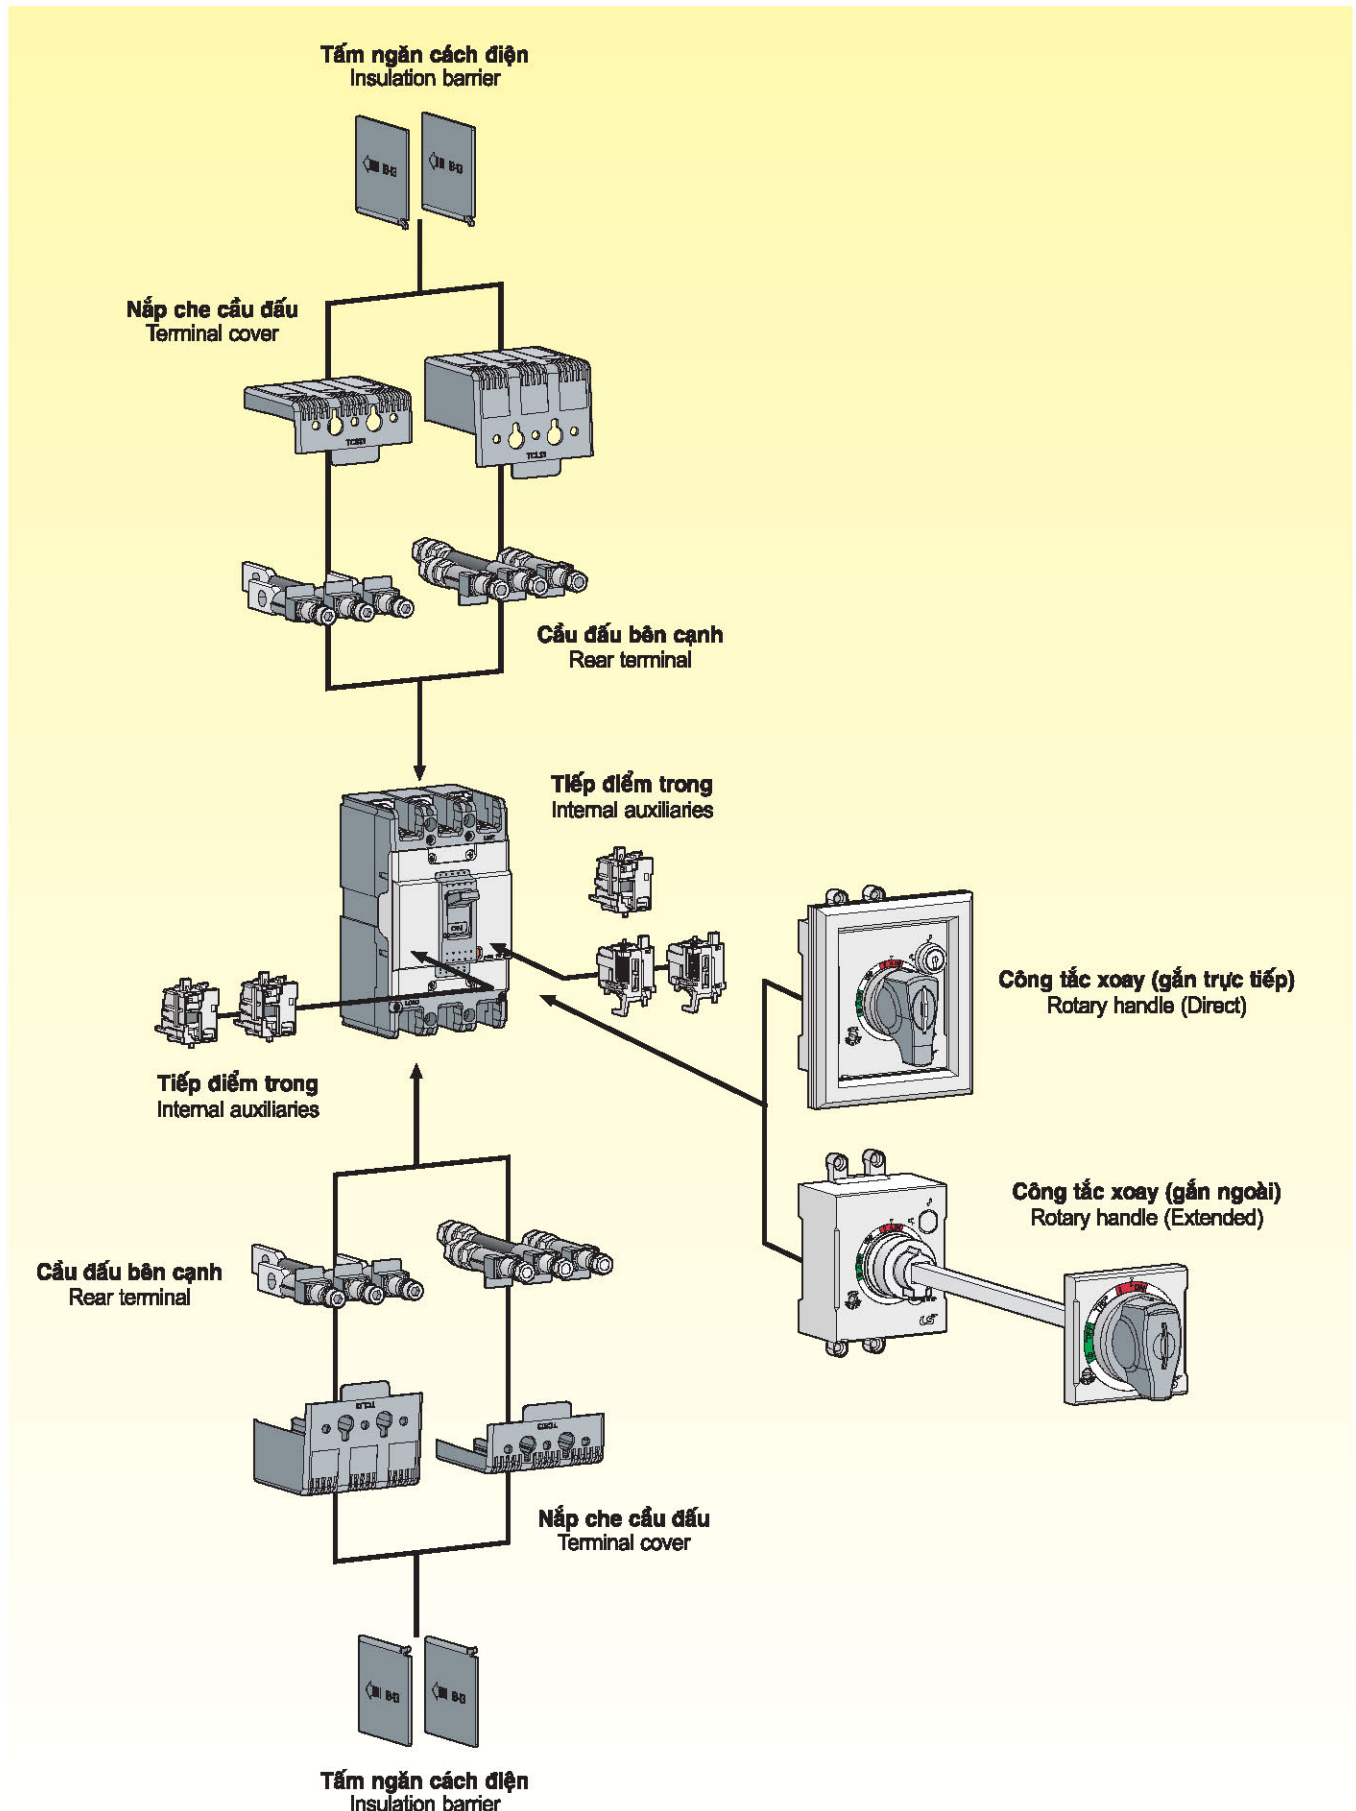 Tấm ngăn cách điện
Insulation barrier
Nắp che cầu đấu
Terminal cover
Cầu đấu bên cạnh
Rear terminal
Tiếp điểm trong
Internal auxiliaries
ON
LOAD
Công tắc xoay (gắn trực tiếp)
Rotary handle (Direct)
Tiếp điểm trong
Internal auxiliaries
Công tắc xoay (gắn ngoài)
Rotary handle (Extended)
LS
Cầu đấu bên cạnh
Rear terminal
Nắp che cầu đấu
Terminal cover
Tấm ngăn cách điện
Insulation barrier